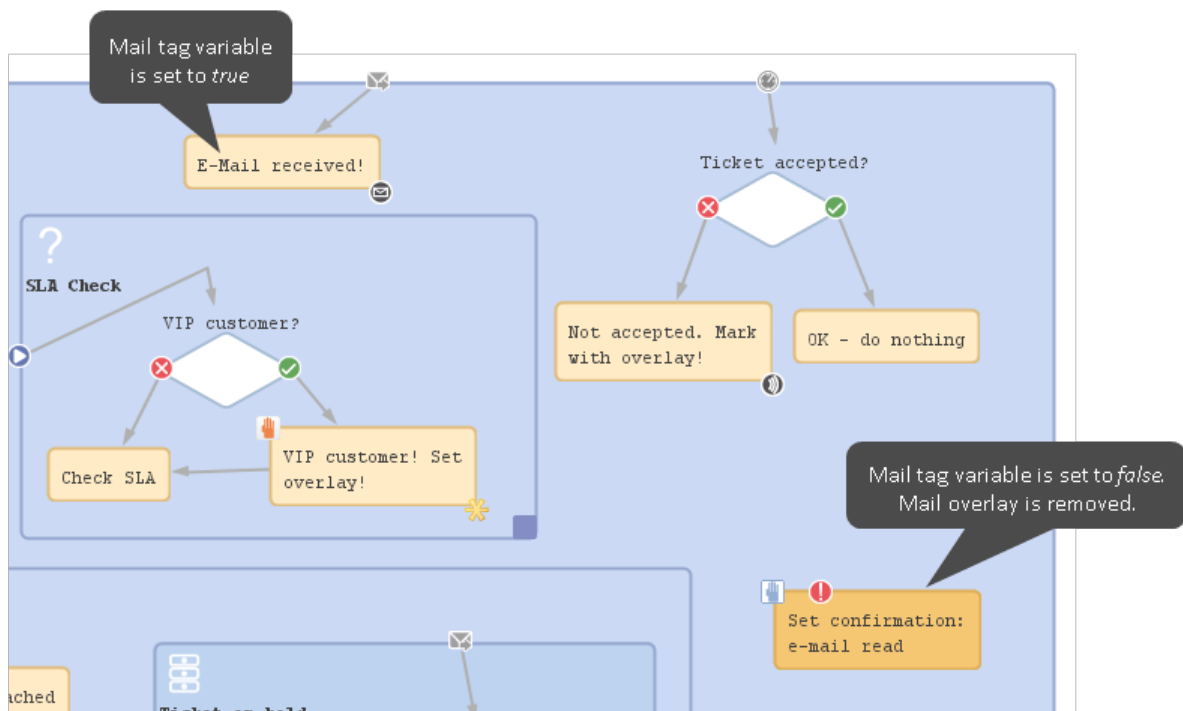 Mail tag variable
is set to true
E-Mail received!
Ticket accepted?
?
SLA Check
VIP customer?
Not accepted. Mark
with overlay!
OK - do nothing
VIP customer! Set
overlay!
Check SLA
Mail tag variable is set to false.
Mail overlay is removed.
Set confirmation:
e-mail read